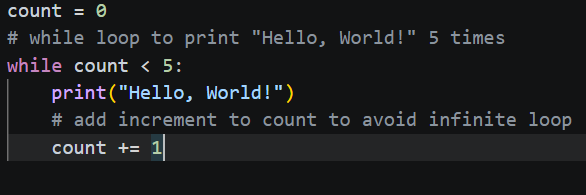 count = 0
# while loop to print "Hello, World!" 5 times
while count < 5:
    print("Hello, World!")
    # add increment to count to avoid infinite loop
    count += 1